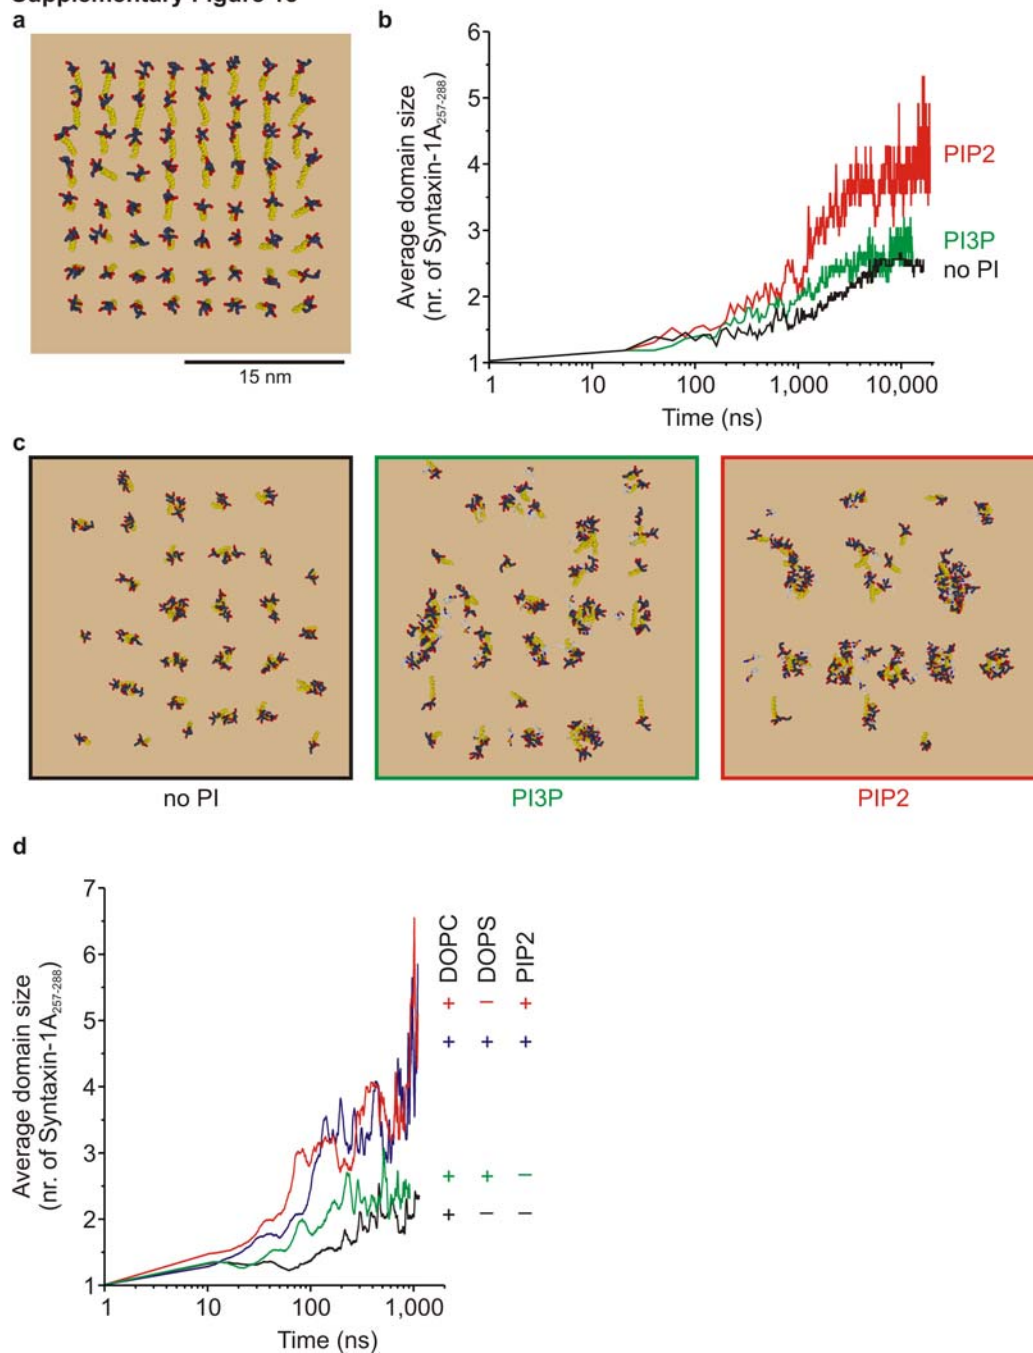 a
15 nm
b
Average domain size
(nr. of Syntaxin-1A257-288)
6
5
4
3
2
1
1 10 100 1,000 10,000
Time (ns)
PIP2
PI3P
no PI
c
no PI
PI3P
PIP2
d
Average domain size
(nr. of Syntaxin-1A257-288)
7
6
5
4
3
2
1
1 10 100 1,000
Time (ns)
DOPC DOPS PIP2
+ – +
+ + +
+ + –
+ – –